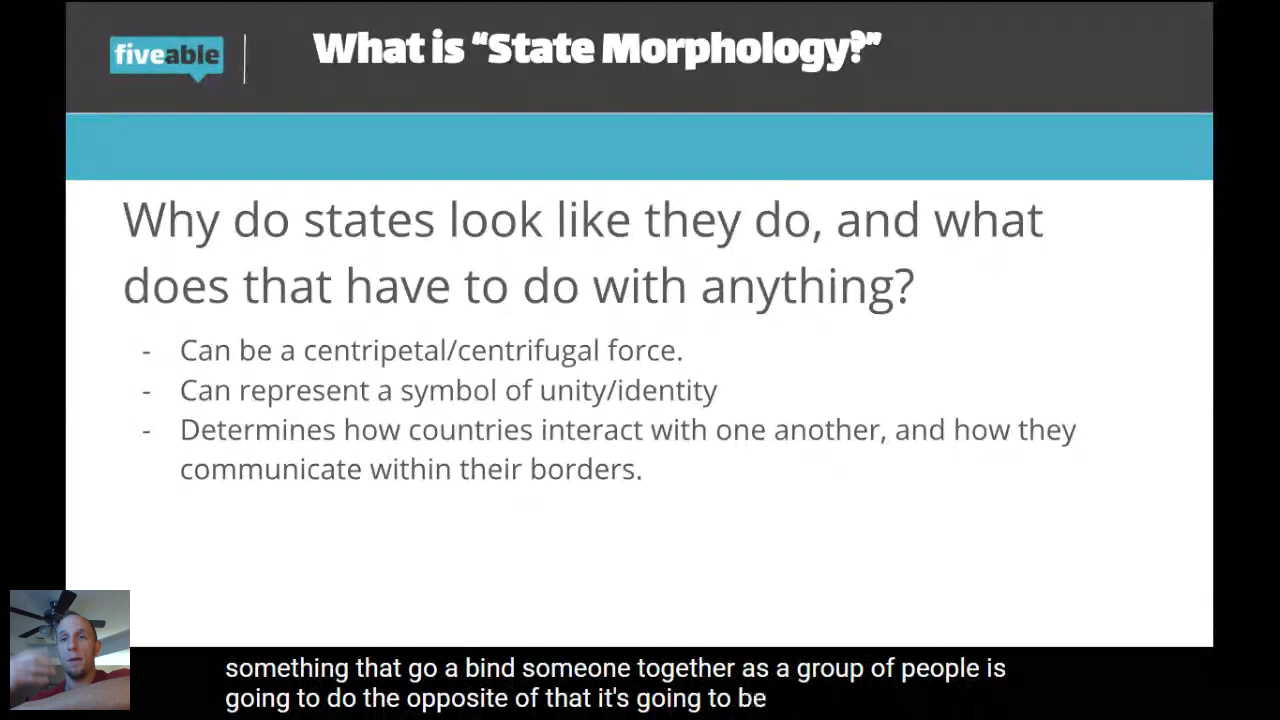 fiveable
What is “State Morphology?”
Why do states look like they do, and what
does that have to do with anything?
- Can be a centripetal/centrifugal force.
- Can represent a symbol of unity/identity
- Determines how countries interact with one another, and how they
communicate within their borders.
something that go a bind someone together as a group of people is
going to do the opposite of that it's going to be